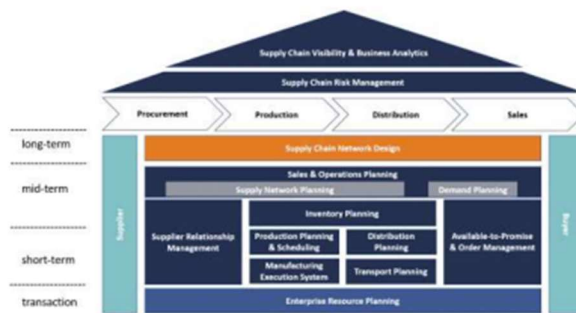 Supply Chain Visibility & Business Analytics
Supply Chain Risk Management
Procurement
Production
Distribution
Sales
long-term
Supply Chain Network Design
mid-term
Sales & Operations Planning
Supply Network Planning
Demand Planning
Supplier
Buyer
Inventory Planning
Supplier Relationship
Management
Production Planning
& Scheduling
Distribution
Planning
Available-to-Promise
& Order Management
short-term
Manufacturing
Execution System
Transport Planning
transaction
Enterprise Resource Planning